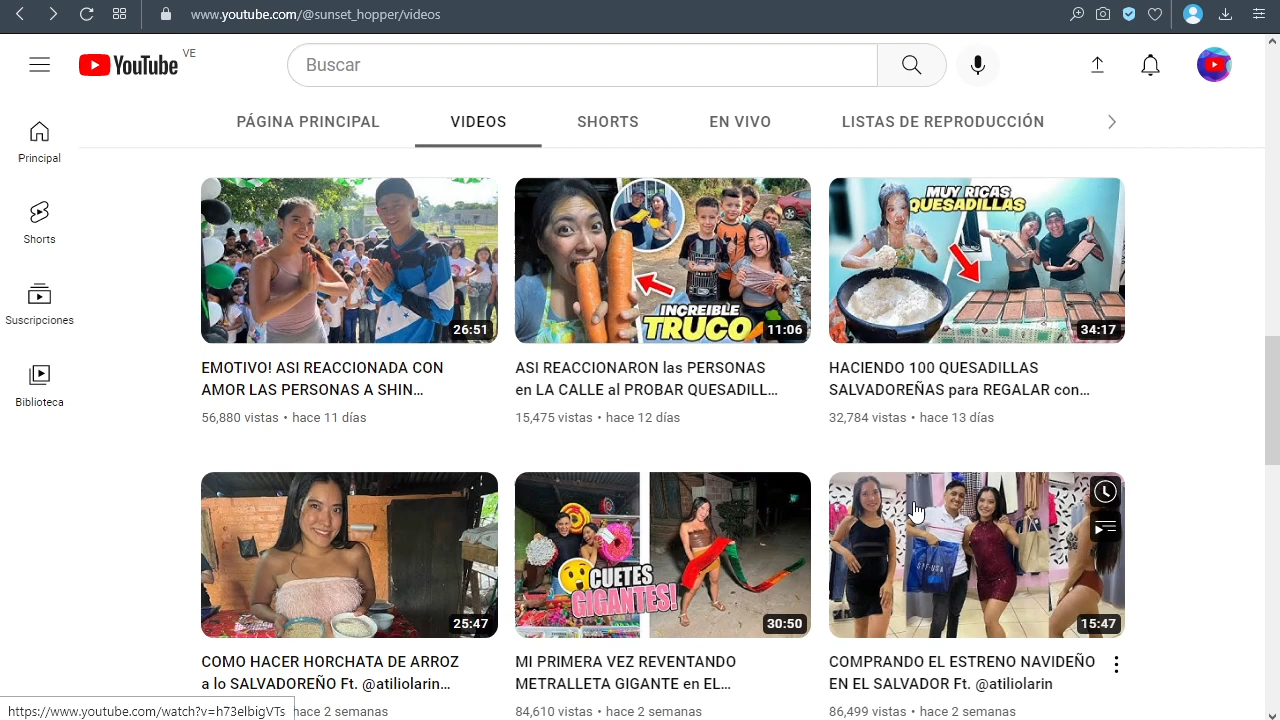 www.youtube.com/@sunset_hopper/videos
YouTube VE
Buscar
PÁGINA PRINCIPAL
VIDEOS
SHORTS
EN VIVO
LISTAS DE REPRODUCCIÓN
Principal
Shorts
Suscripciones
Biblioteca
26:51
INCREIBLE
TRUCO
11:06
MUY RICAS
QUESADILLAS
34:17
EMOTIVO! ASI REACCIONADA CON
AMOR LAS PERSONAS A SHIN...
56,880 vistas • hace 11 días
ASI REACCIONARON las PERSONAS
en LA CALLE al PROBAR QUESADILL...
15,475 vistas • hace 12 días
HACIENDO 100 QUESADILLAS
SALVADOREÑAS para REGALAR con...
32,784 vistas • hace 13 días
25:47
CUETES
GIGANTES!
30:50
15:47
COMO HACER HORCHATA DE ARROZ
a lo SALVADOREÑO Ft. @atiliolarin...
hace 2 semanas
MI PRIMERA VEZ REVENTANDO
METRALLETA GIGANTE en EL...
84,610 vistas • hace 2 semanas
COMPRANDO EL ESTRENO NAVIDEÑO
EN EL SALVADOR Ft. @atiliolarin
86,499 vistas • hace 2 semanas
https://www.youtube.com/watch?v=h73elbigVTs